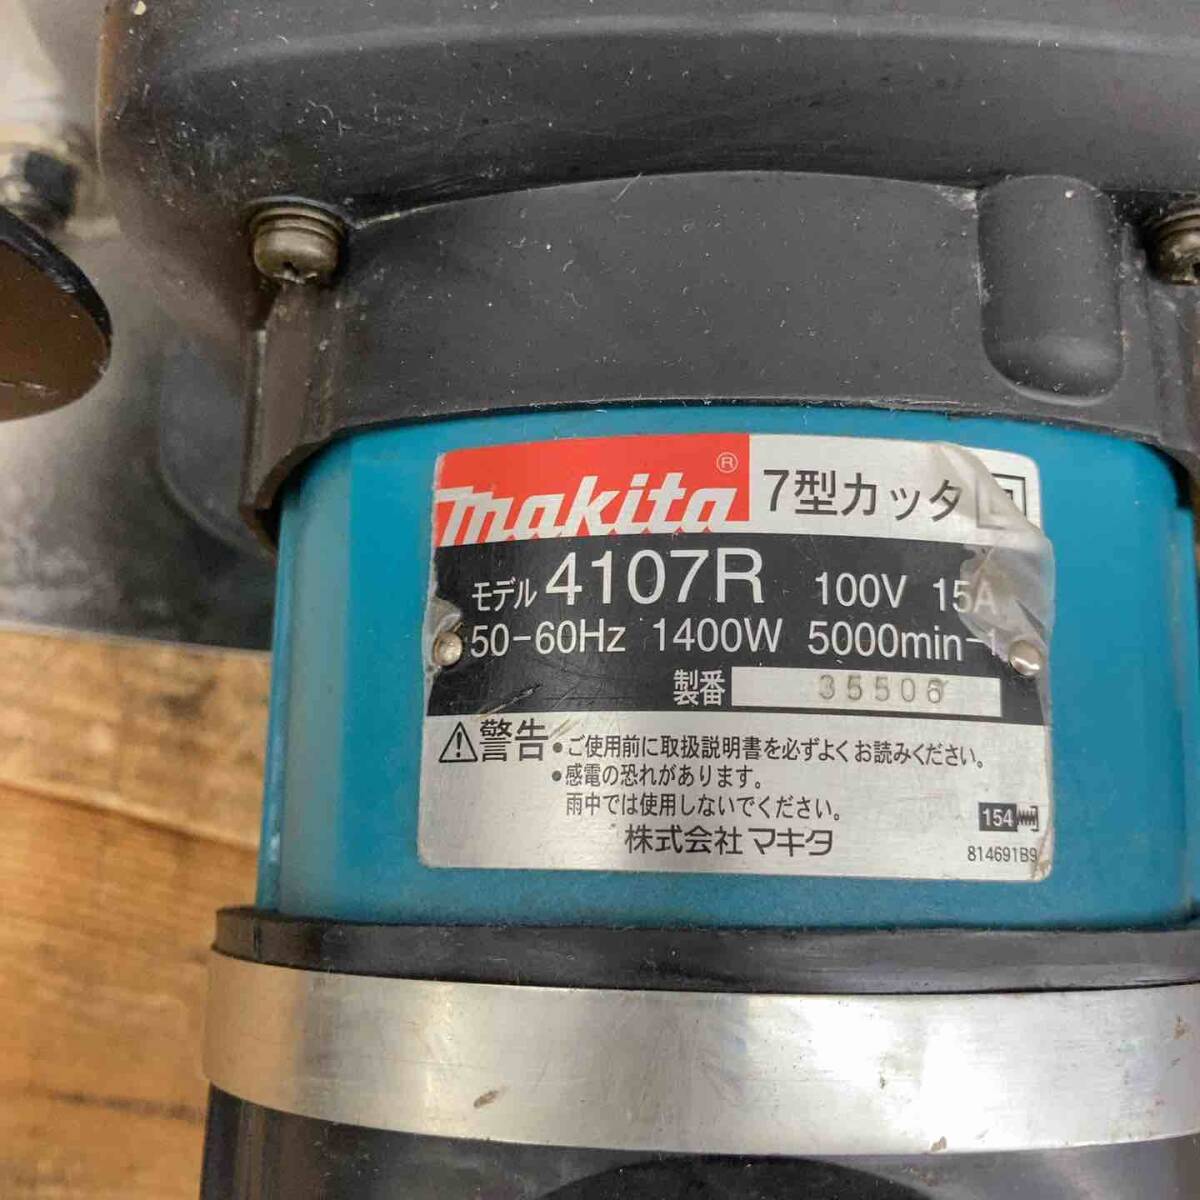 makita® 7型カッタ
モデル 4107R 100V 15A
50-60Hz 1400W 5000min-1
製番 35506
⚠警告 ●ご使用前に取扱説明書を必ずよくお読みください。
●感電の恐れがあります。
雨中では使用しないでください。
株式会社マキタ
154
814691B9